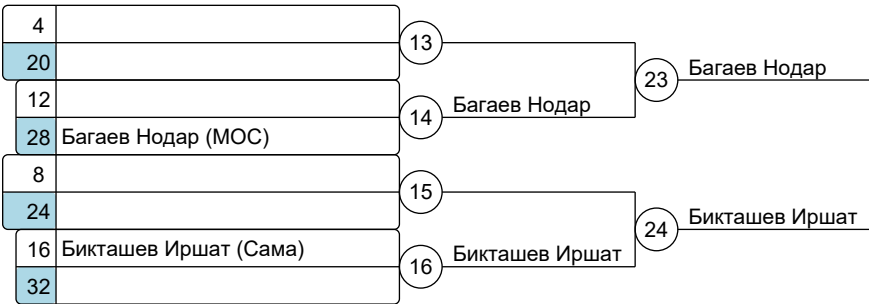 4
13
20
23 Багаев Нодар
12
14 Багаев Нодар
28 Багаев Нодар (МОС)
8
15
24
24 Бикташев Иршат
16 Бикташев Иршат (Сама)
16 Бикташев Иршат
32